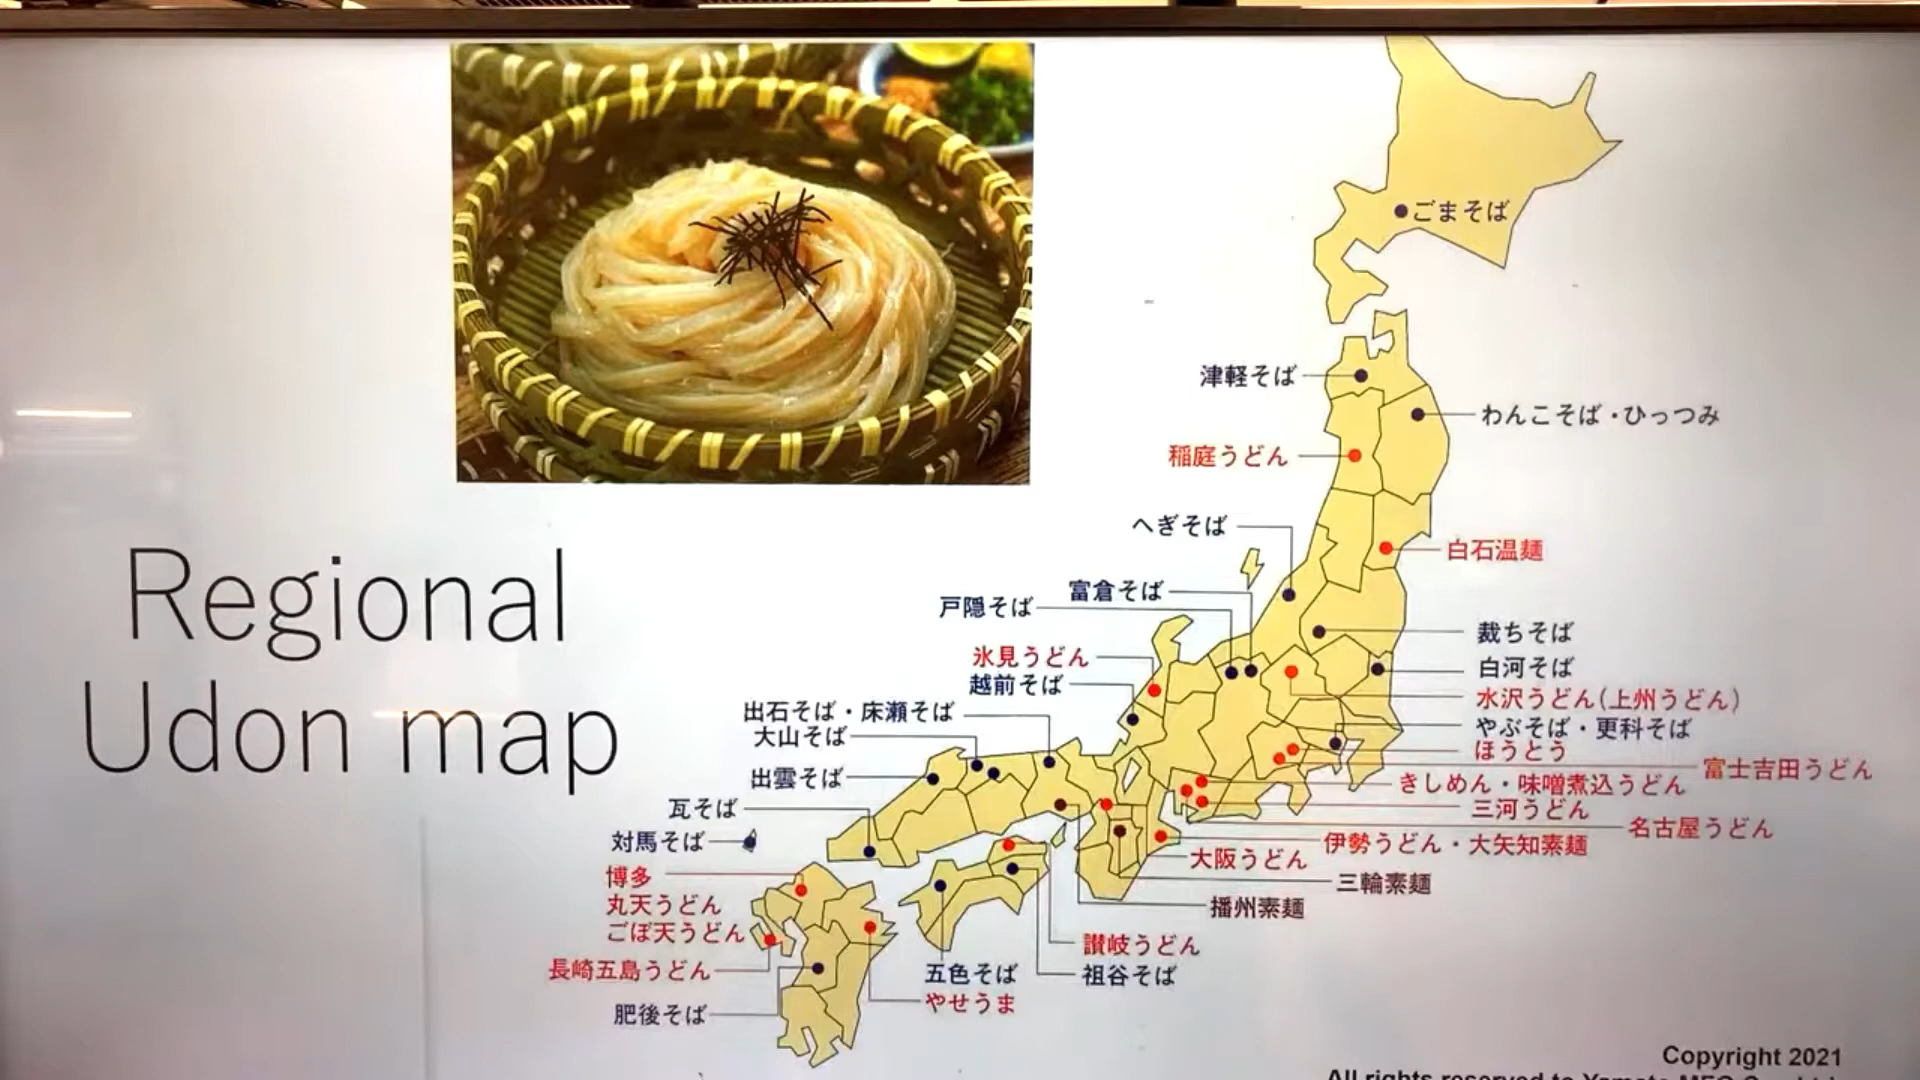 Regional
Udon map
ごまそば
津軽そば
わんこそば・ひっつみ
稲庭うどん
へぎそば
白石温麺
富倉そば
戸隠そば
裁ちそば
氷見うどん
白河そば
越前そば
水沢うどん(上州うどん)
出石そば・床瀬そば
やぶそば・更科そば
大山そば
ほうとう
富士吉田うどん
出雲そば
きしめん・味噌煮込うどん
瓦そば
三河うどん
名古屋うどん
対馬そば
伊勢うどん・大矢知素麺
大阪うどん
博多
丸天うどん
ごぼ天うどん
三輪素麺
播州素麺
讃岐うどん
長崎五島うどん
五色そば
祖谷そば
やせうま
肥後そば
Copyright 2021
All rights reserved to Yamato MFG Co., Ltd.